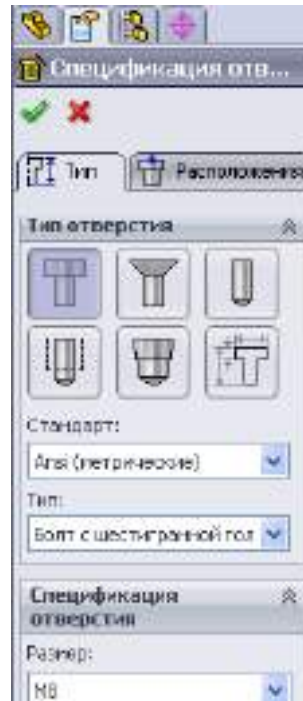 Спецификация отв...
Тип
Расположения
Тип отверстия
Стандарт:
Ansi (метрические)
Тип:
Болт с шестигранной гол
Спецификация
отверстия
Размер:
M8